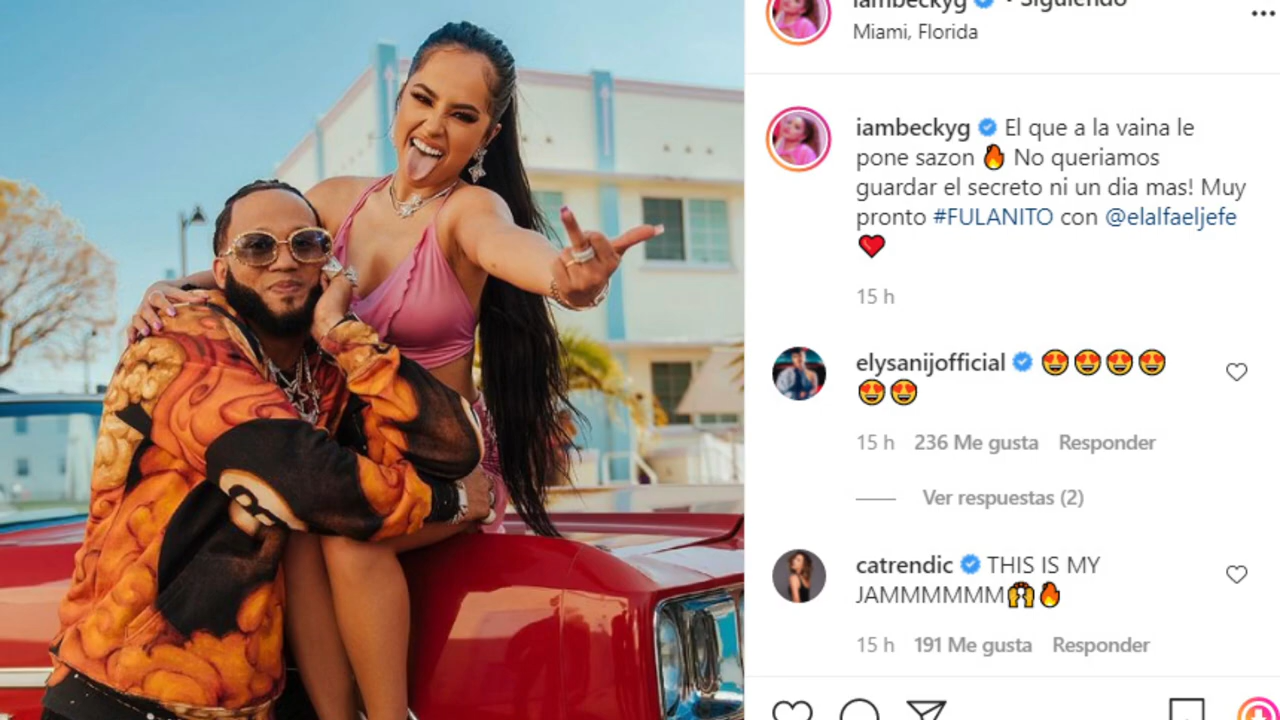 iambeckyg • Siguiendo
Miami, Florida
iambeckyg El que a la vaina le
pone sazon 🔥 No queriamos
guardar el secreto ni un dia mas! Muy
pronto #FULANITO con @elalfaeljefe
❤️
15 h
elysanijofficial 😍😍😍😍
😍😍
15 h 236 Me gusta Responder
Ver respuestas (2)
catrendic THIS IS MY
JAMMMMMM🙌🔥
15 h 191 Me gusta Responder